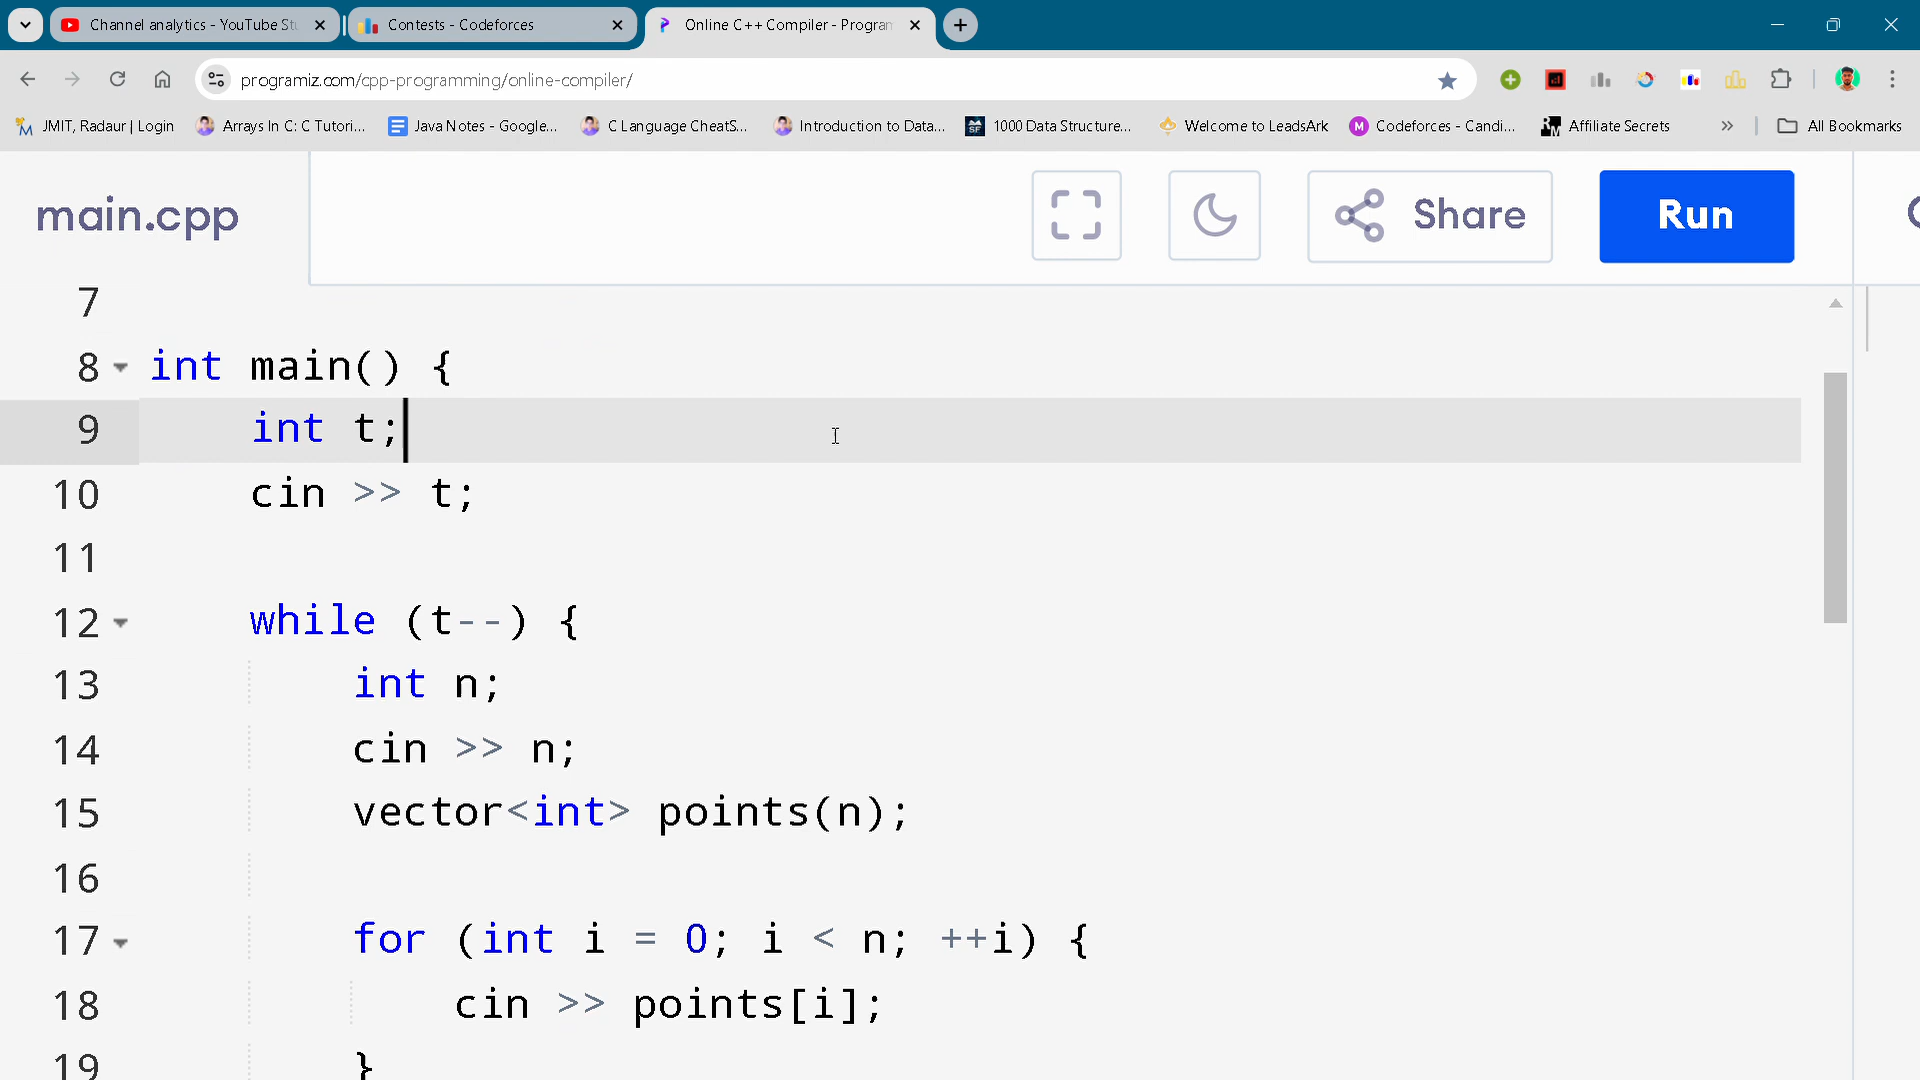 Channel analytics - YouTube Stu
Contests - Codeforces
Online C++ Compiler - Program
programiz.com/cpp-programming/online-compiler/
JMIT, Radaur | Login
Arrays In C: C Tutori...
Java Notes - Google...
C Language CheatS...
Introduction to Data...
1000 Data Structure...
Welcome to LeadsArk
Codeforces - Candi...
Affiliate Secrets
All Bookmarks
main.cpp
Share
Run
7
8 int main() {
9 int t;
10 cin >> t;
11
12 while (t--) {
13 int n;
14 cin >> n;
15 vector<int> points(n);
16
17 for (int i = 0; i < n; ++i) {
18 cin >> points[i];
19 }